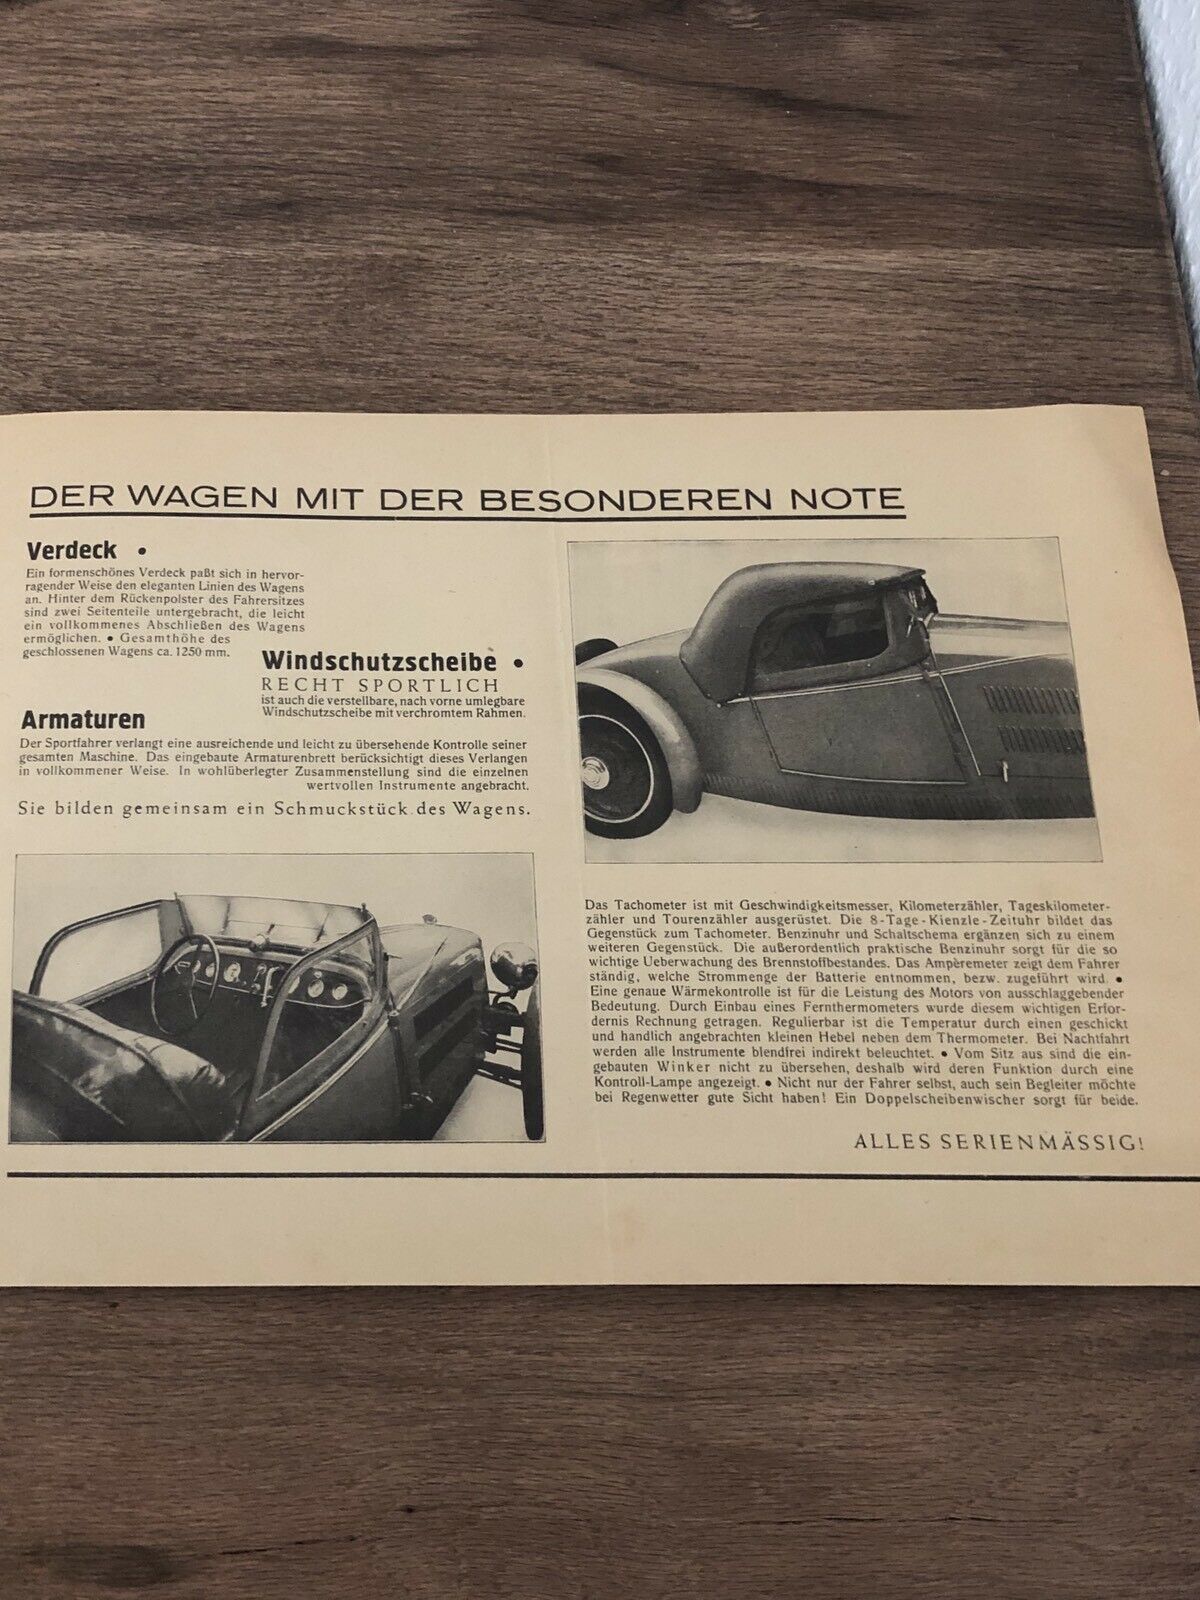 DER WAGEN MIT DER BESONDEREN NOTE
Verdeck •
Ein formenschönes Verdeck paßt sich in hervor-
ragender Weise den eleganten Linien des Wagens
an. Hinter dem Rückenpolster des Fahrersitzes
sind zwei Seitenteile untergebracht, die leicht
ein vollkommenes Abschließen des Wagens
ermöglichen. • Gesamthöhe des
geschlossenen Wagens ca. 1250 mm.
Windschutzscheibe •
RECHT SPORTLICH
ist auch die verstellbare, nach vorne umlegbare
Windschutzscheibe mit verchromtem Rahmen.
Armaturen
Der Sportfahrer verlangt eine ausreichende und leicht zu übersehende Kontrolle seiner
gesamten Maschine. Das eingebaute Armaturenbrett berücksichtigt dieses Verlangen
in vollkommener Weise. In wohlüberlegter Zusammenstellung sind die einzelnen
wertvollen Instrumente angebracht.
Sie bilden gemeinsam ein Schmuckstück des Wagens.
Das Tachometer ist mit Geschwindigkeitsmesser, Kilometerzähler, Tageskilometer-
zähler und Tourenzähler ausgerüstet. Die 8-Tage-Kienzle-Zeituhr bildet das
Gegenstück zum Tachometer. Benzinuhr und Schaltschema ergänzen sich zu einem
weiteren Gegenstück. Die außerordentlich praktische Benzinuhr sorgt für die so
wichtige Ueberwachung des Brennstoffbestandes. Das Ampèremeter zeigt dem Fahrer
ständig, welche Strommenge der Batterie entnommen, bezw. zugeführt wird. •
Eine genaue Wärmekontrolle ist für die Leistung des Motors von ausschlaggebender
Bedeutung. Durch Einbau eines Fernthermometers wurde diesem wichtigen Erfor-
dernis Rechnung getragen. Regulierbar ist die Temperatur durch einen geschickt
und handlich angebrachten kleinen Hebel neben dem Thermometer. Bei Nachtfahrt
werden alle Instrumente blendfrei indirekt beleuchtet. • Vom Sitz aus sind die ein-
gebauten Winker nicht zu übersehen, deshalb wird deren Funktion durch eine
Kontroll-Lampe angezeigt. • Nicht nur der Fahrer selbst, auch sein Begleiter möchte
bei Regenwetter gute Sicht haben! Ein Doppelscheibenwischer sorgt für beide.
ALLES SERIENMÄSSIG!